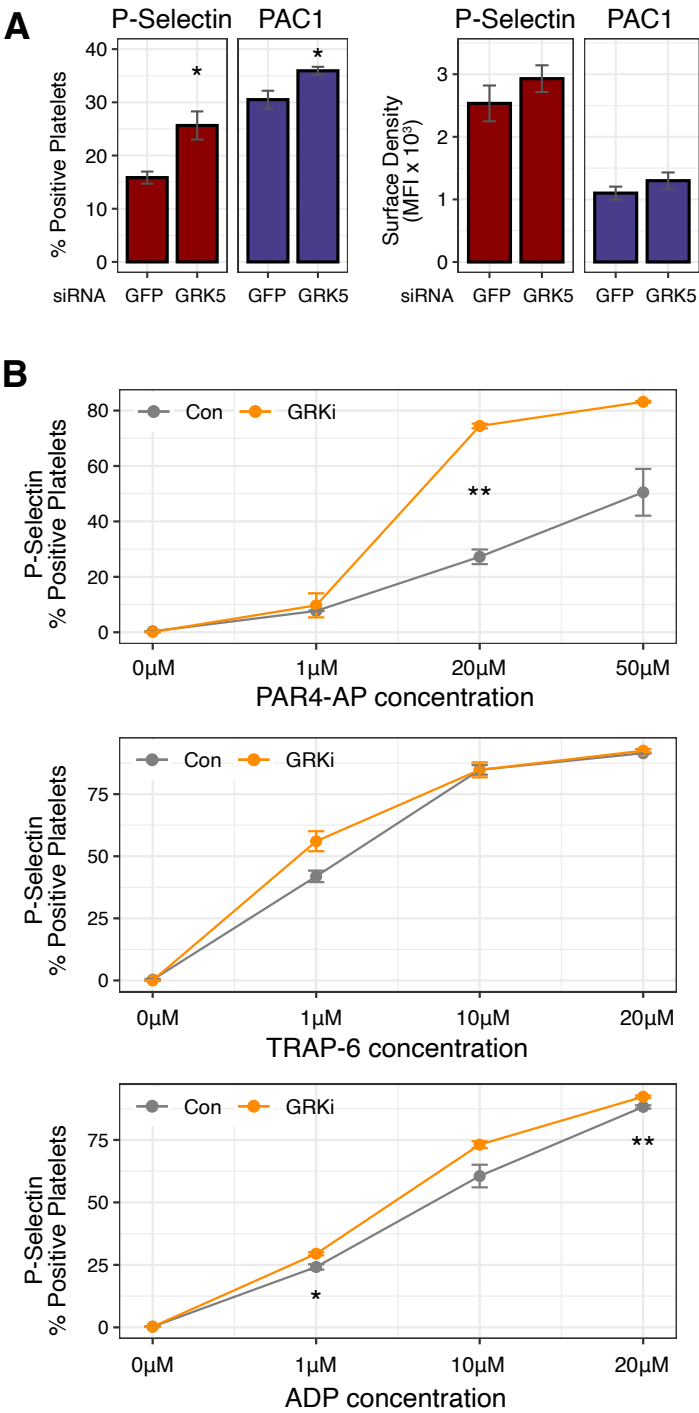 A
P-Selectin PAC1
% Positive Platelets
40
30
20
10
0
*
*
siRNA GFP GRK5 GFP GRK5
P-Selectin PAC1
Surface Density
(MFI x 10³)
3
2
1
0
siRNA GFP GRK5 GFP GRK5
B
P-Selectin
% Positive Platelets
Con GRKi
80
60
40
20
0
**
0μM 1μM 20μM 50μM
PAR4-AP concentration
P-Selectin
% Positive Platelets
Con GRKi
75
50
25
0
0μM 1μM 10μM 20μM
TRAP-6 concentration
P-Selectin
% Positive Platelets
Con GRKi
75
50
25
0
**
*
0μM 1μM 10μM 20μM
ADP concentration